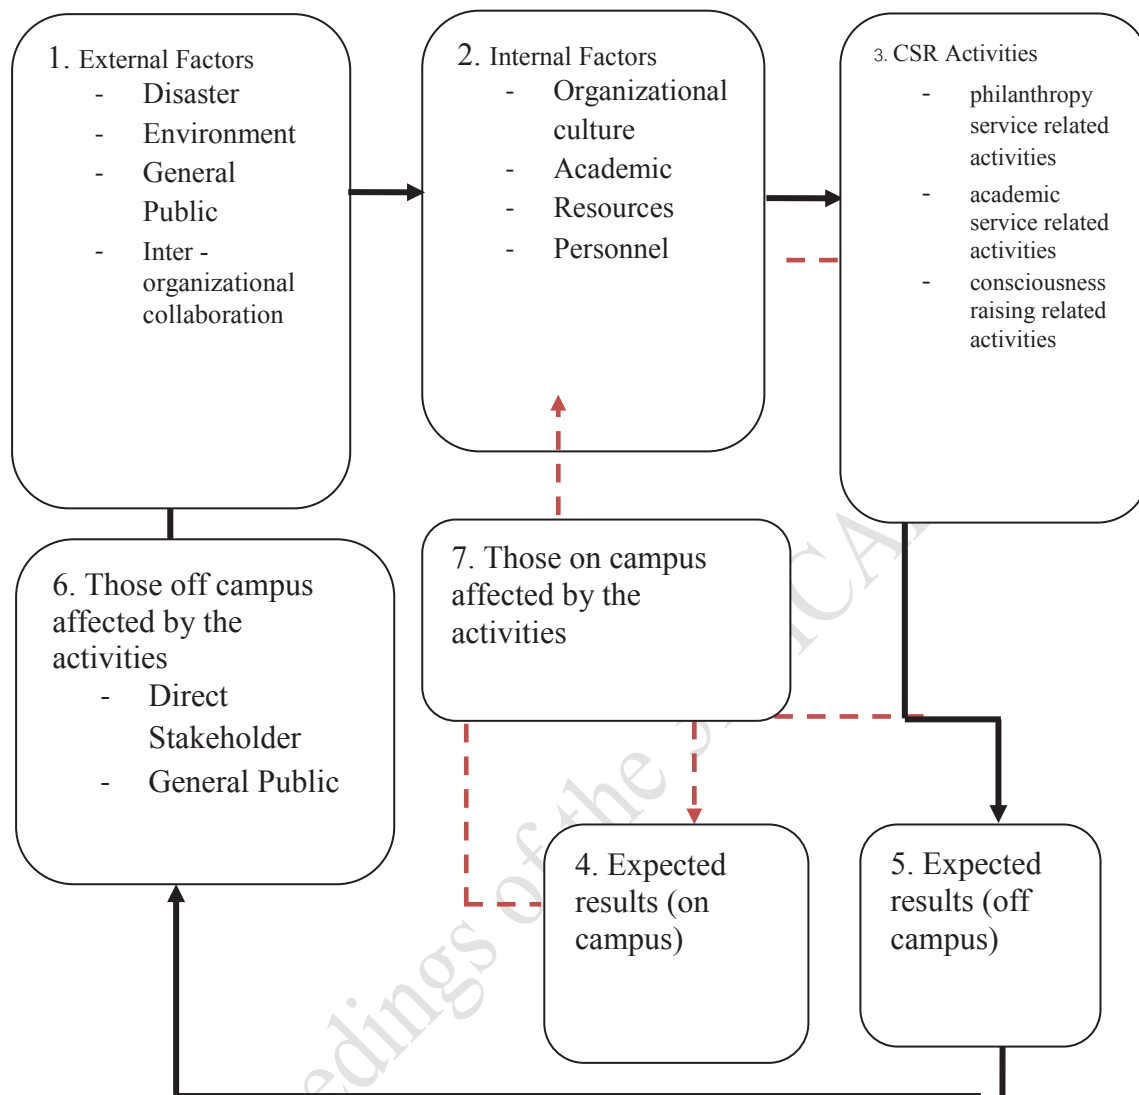 1. External Factors
- Disaster
- Environment
- General
Public
- Inter -
organizational
collaboration
2. Internal Factors
- Organizational
culture
- Academic
- Resources
- Personnel
3. CSR Activities
- philanthropy
service related
activities
- academic
service related
activities
- consciousness
raising related
activities
6. Those off campus
affected by the
activities
- Direct
Stakeholder
- General Public
7. Those on campus
affected by the
activities
4. Expected
results (on
campus)
5. Expected
results (off
campus)
edings of the